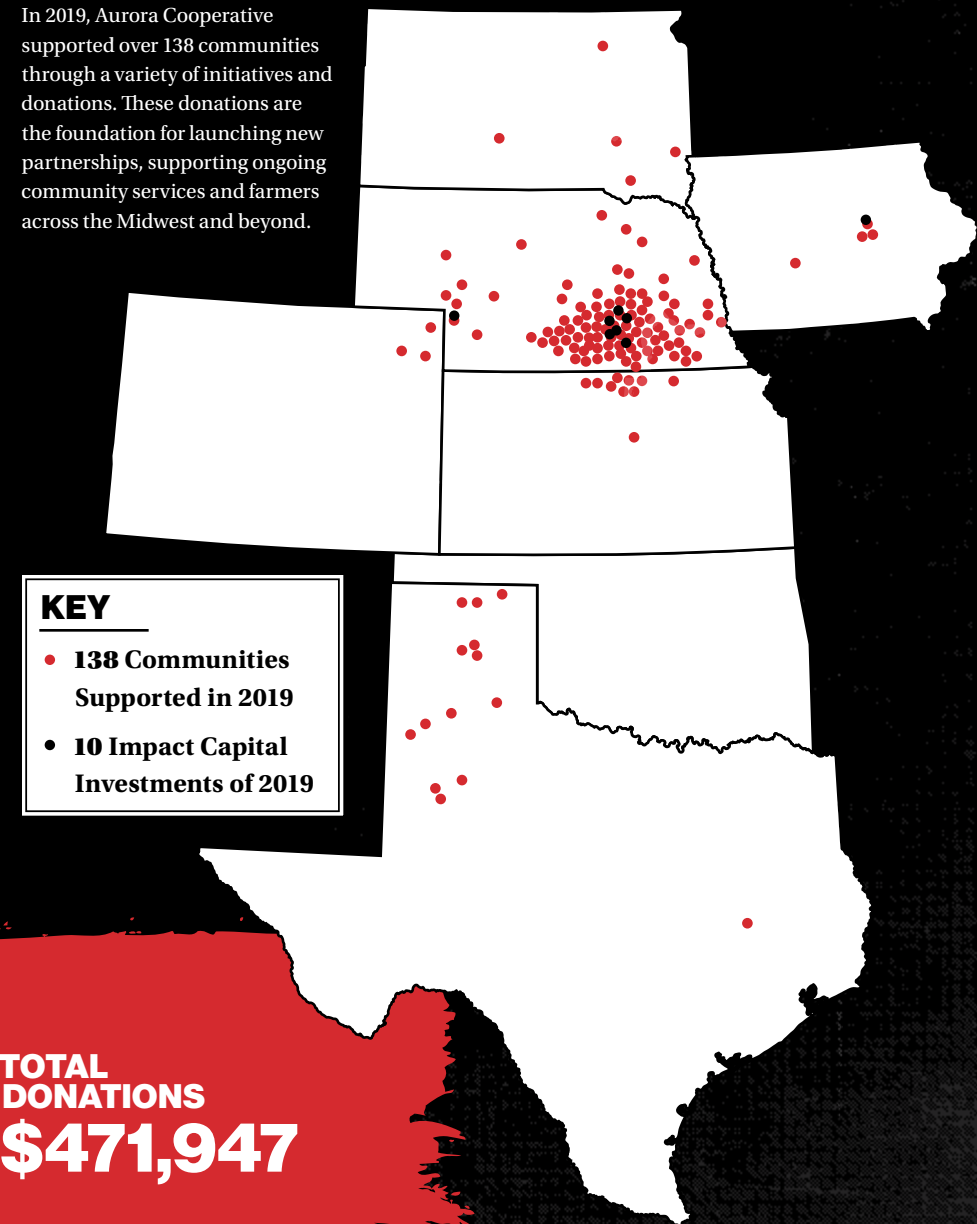 In 2019, Aurora Cooperative
supported over 138 communities
through a variety of initiatives and
donations. These donations are
the foundation for launching new
partnerships, supporting ongoing
community services and farmers
across the Midwest and beyond.
KEY
138 Communities
Supported in 2019
10 Impact Capital
Investments of 2019
TOTAL
DONATIONS
$471,947